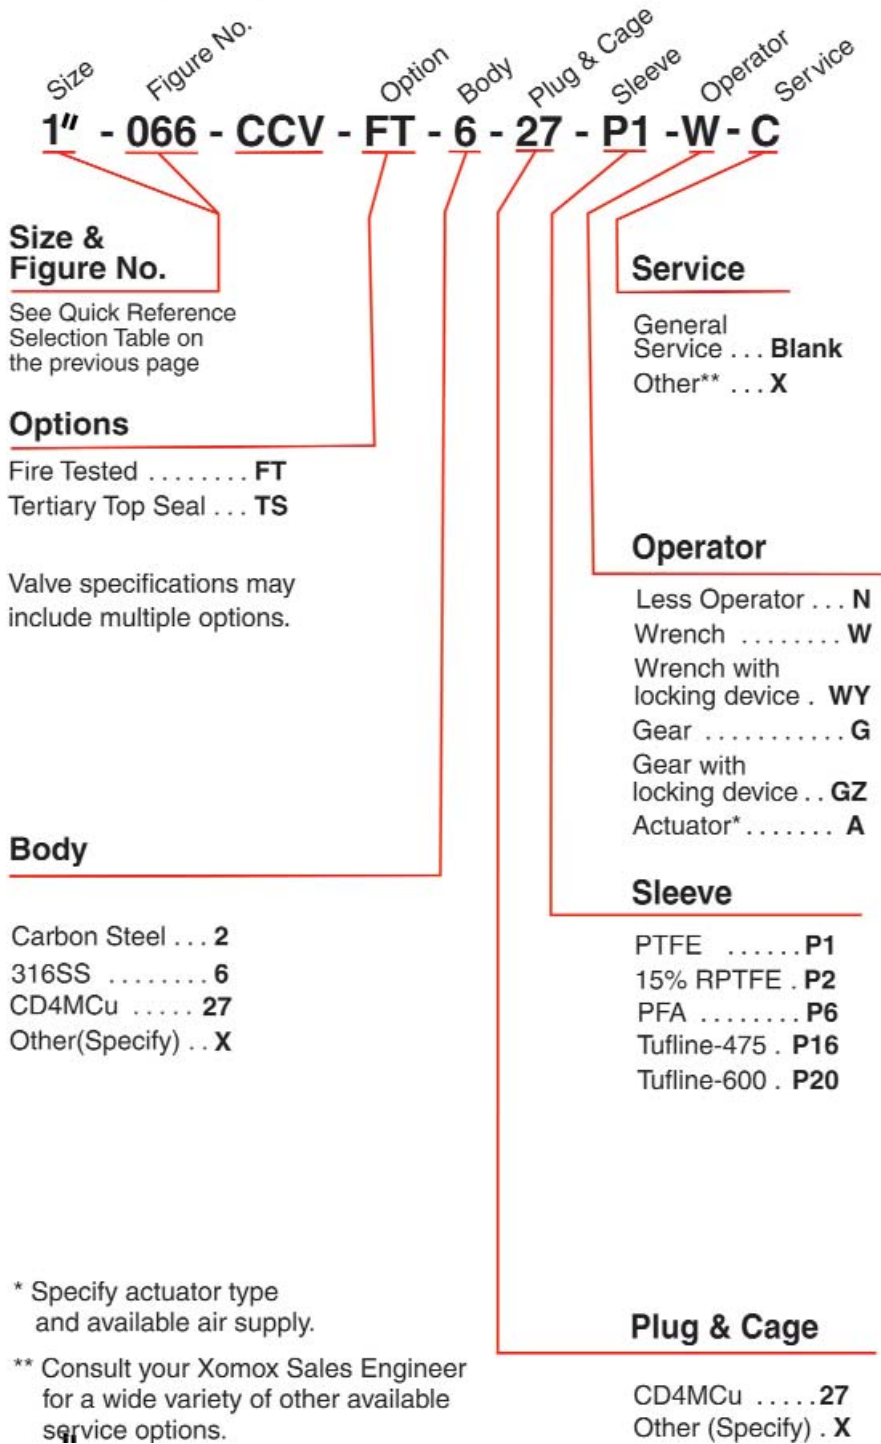 Size Figure No. Option Body Plug & Cage Sleeve Operator Service
1" - 066 - CCV - FT - 6 - 27 - P1 -W - C
Size &
Figure No.
See Quick Reference
Selection Table on
the previous page
Options
Fire Tested ........ FT
Tertiary Top Seal ... TS
Valve specifications may
include multiple options.
Body
Carbon Steel ... 2
316SS ........ 6
CD4MCu ..... 27
Other(Specify) .. X
* Specify actuator type
and available air supply.
** Consult your Xomox Sales Engineer
for a wide variety of other available
service options.
Service
General
Service ... Blank
Other** ... X
Operator
Less Operator ... N
Wrench ........ W
Wrench with
locking device . WY
Gear ........... G
Gear with
locking device .. GZ
Actuator* ....... A
Sleeve
PTFE ...... P1
15% RPTFE . P2
PFA ........ P6
Tufline-475 . P16
Tufline-600 . P20
Plug & Cage
CD4MCu ..... 27
Other (Specify) . X